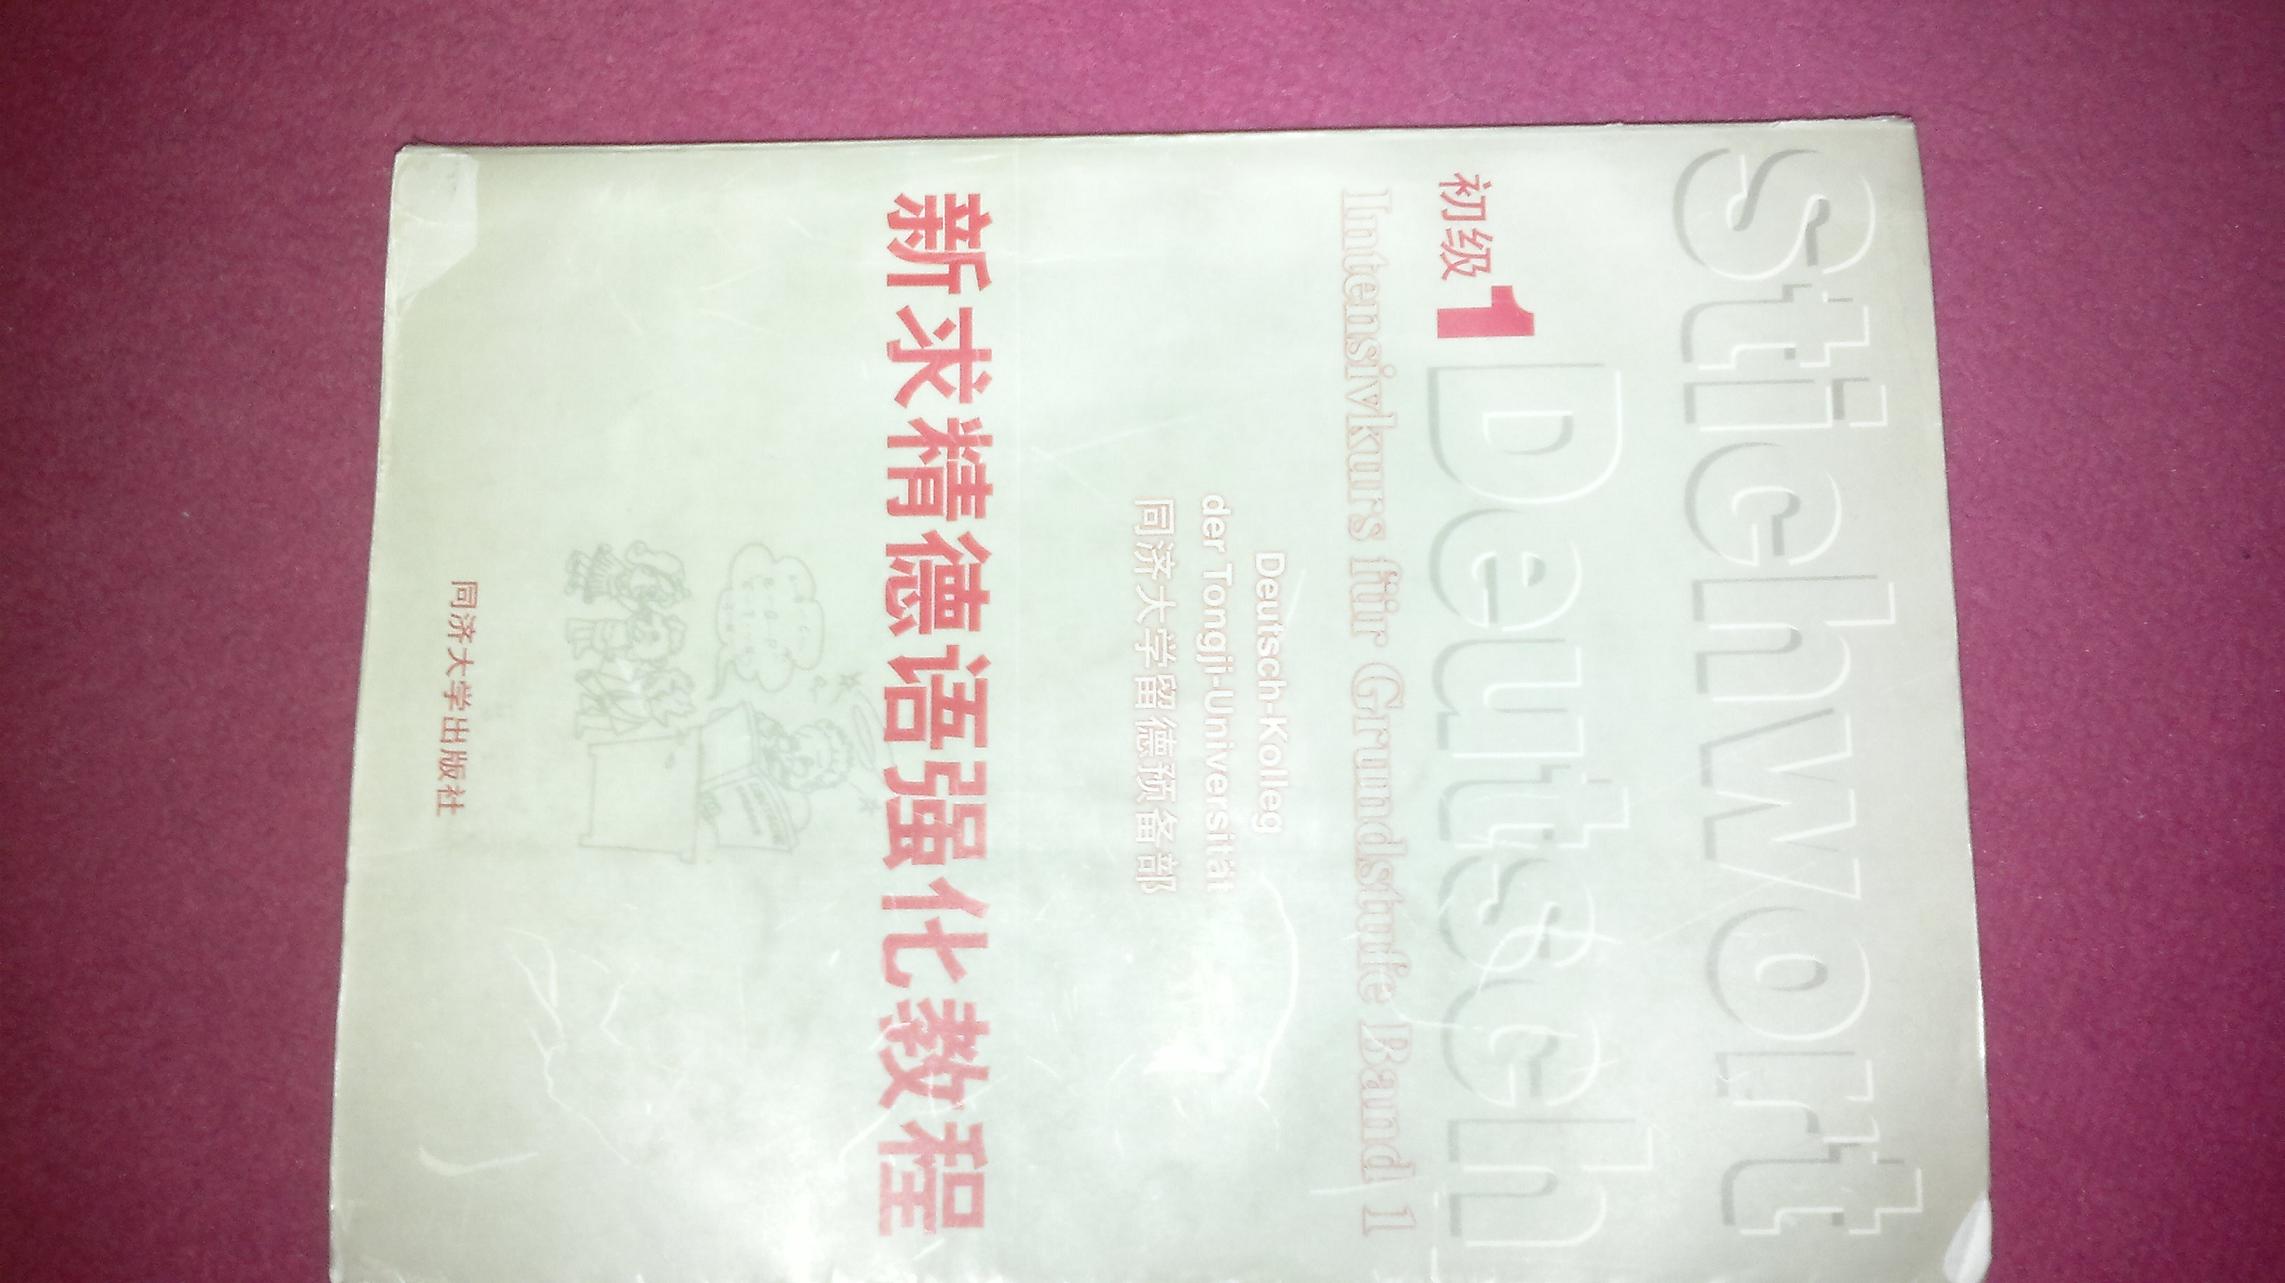 Stichwort
初级1
Deutsch
Intensivkurs für Grundstufe Band 1
Deutsch-Kolleg
der Tongji-Universität
同济大学留德预备部
新求精德语强化教程
同济大学出版社